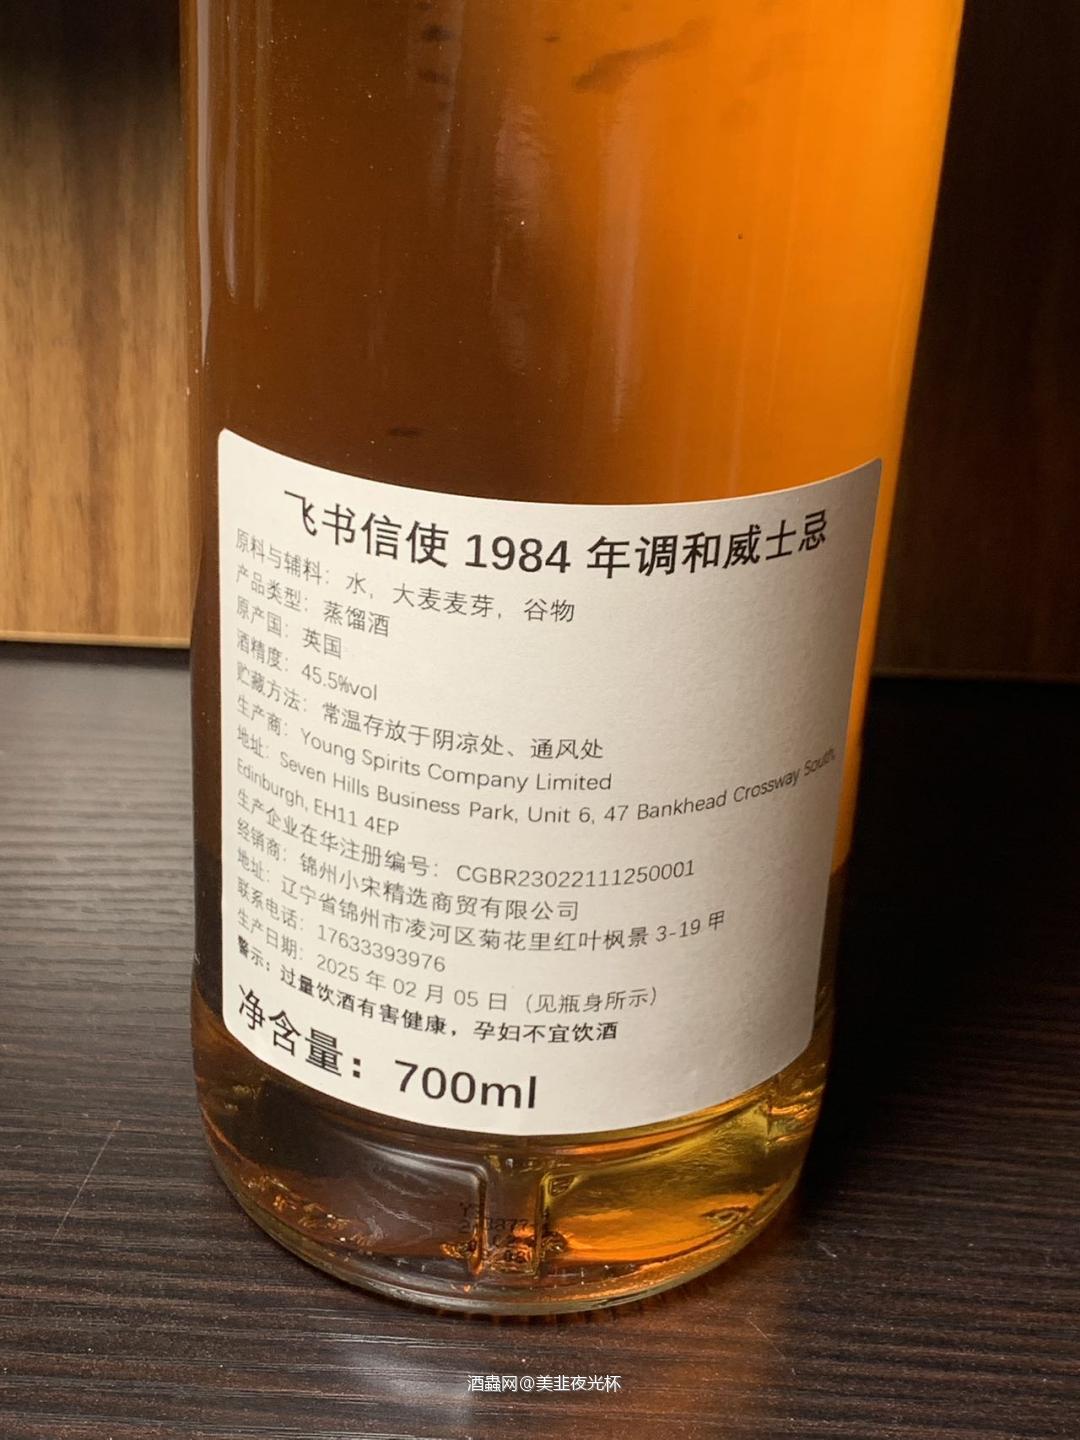 飞书信使 1984 年调和威士忌
原料与辅料：水，大麦麦芽，谷物
产品类型：蒸馏酒
原产国：英国
酒精度：45.5%vol
贮藏方法：常温存放于阴凉处、通风处
生产商：Young Spirits Company Limited
地址：Seven Hills Business Park, Unit 6, 47 Bankhead Crossway South,
Edinburgh, EH11 4EP
生产企业在华注册编号：CGBR23022111250001
经销商：锦州小宋精选商贸有限公司
地址：辽宁省锦州市凌河区菊花里红叶枫景 3-19 甲
联系电话：17633393976
生产日期：2025 年 02 月 05 日（见瓶身所示）
警示：过量饮酒有害健康，孕妇不宜饮酒
净含量：700ml
酒蟲网@美韭夜光杯